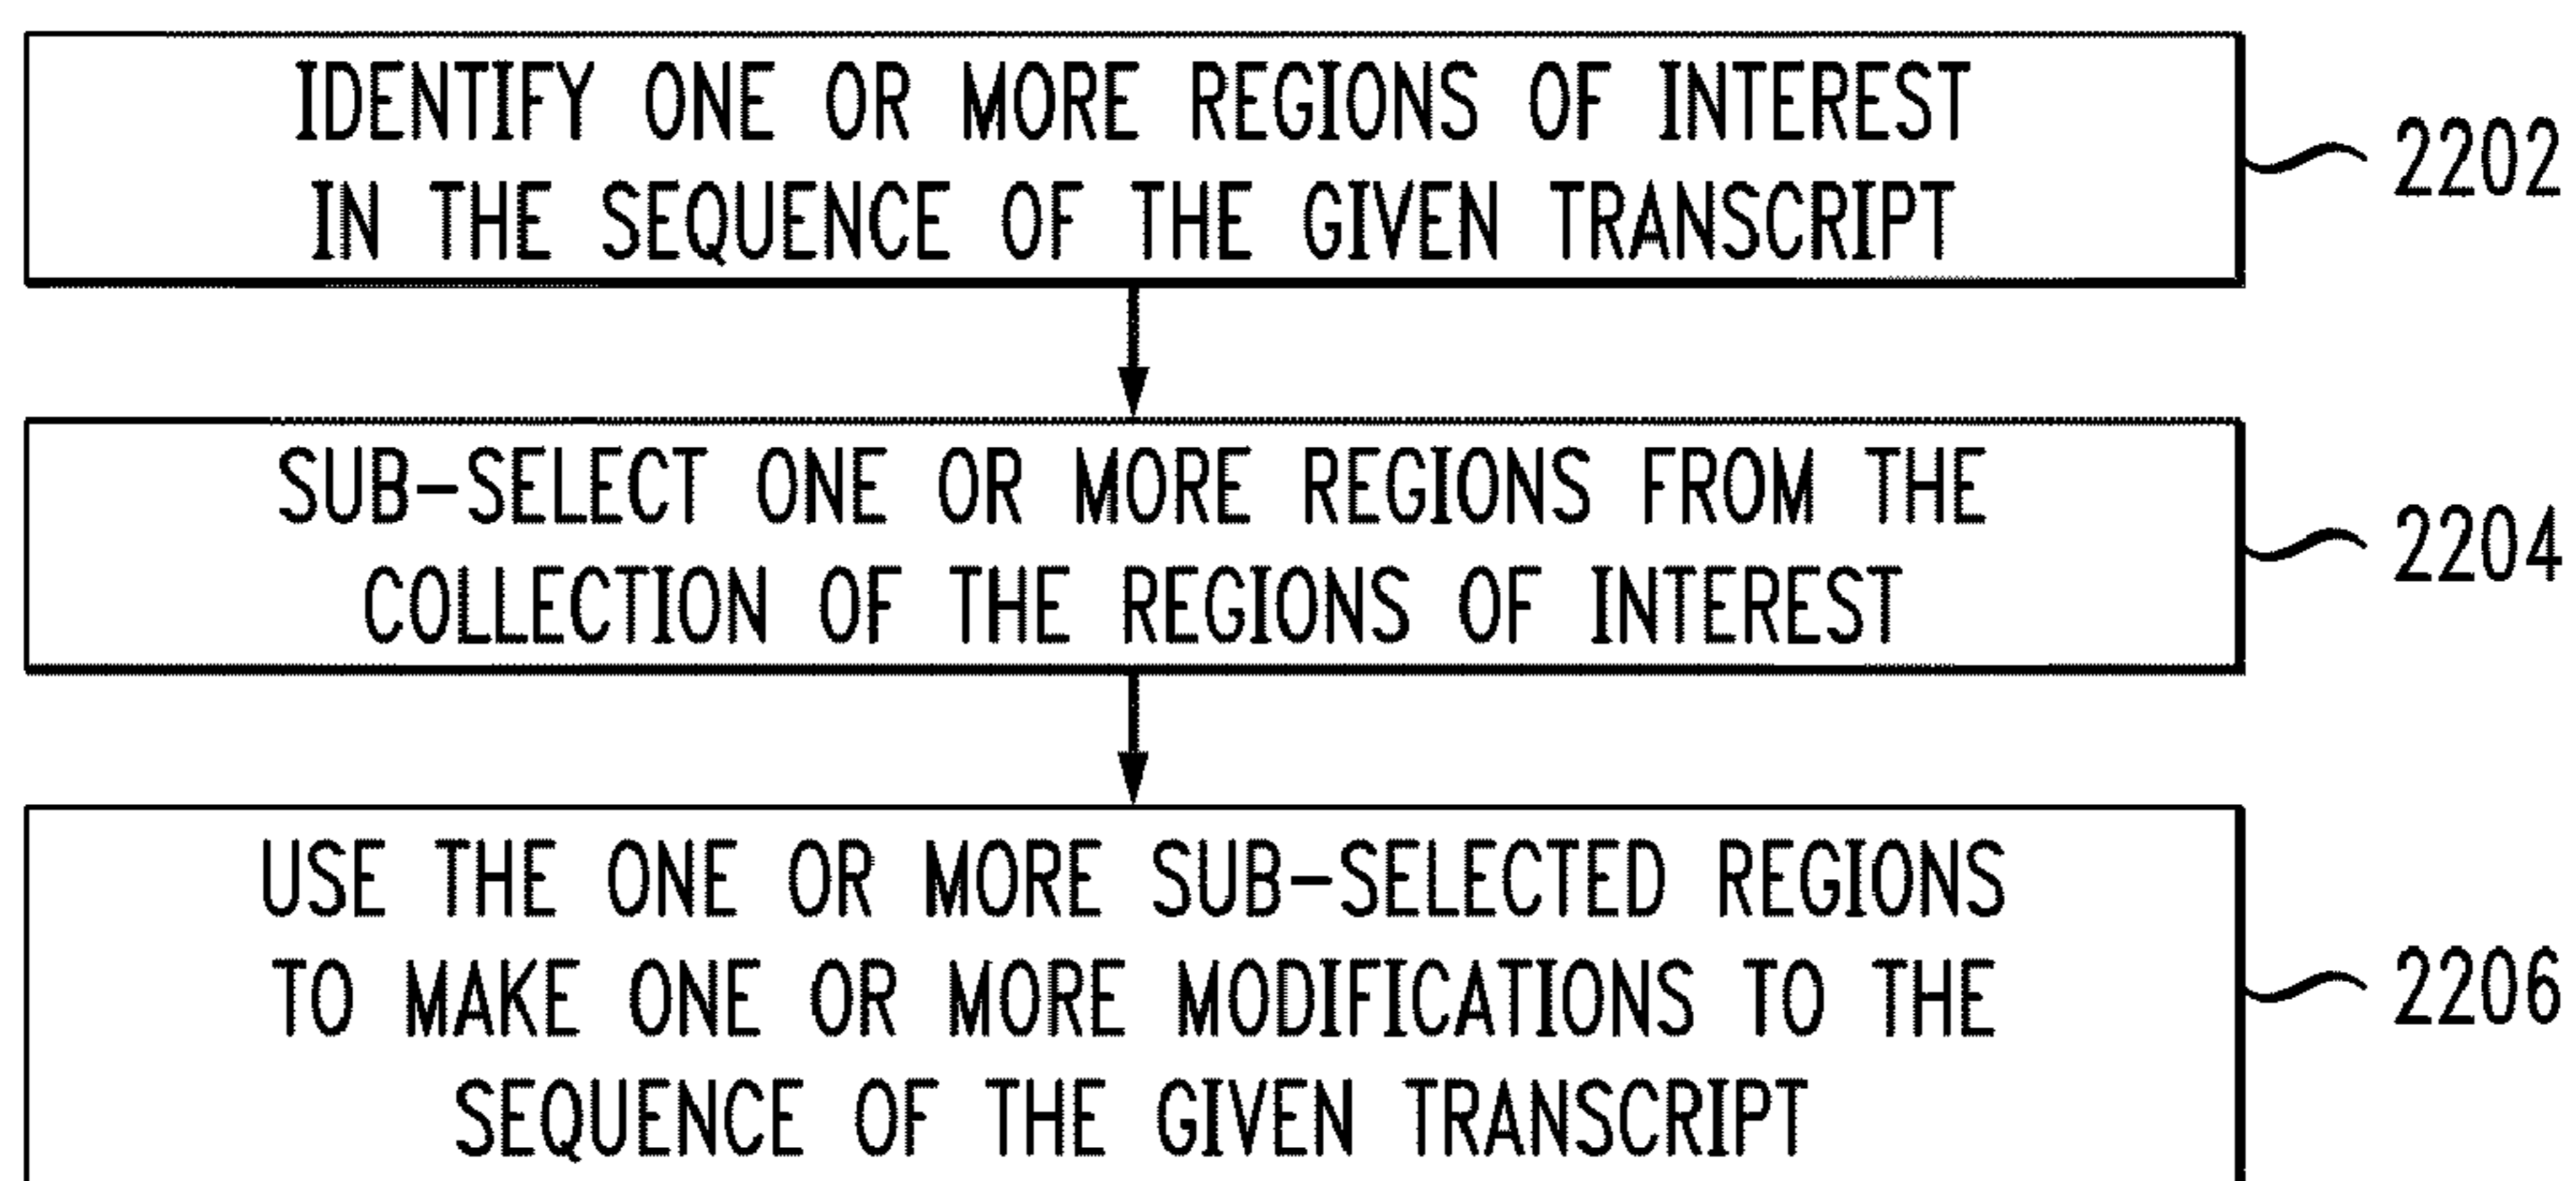 IDENTIFY ONE OR MORE REGIONS OF INTEREST
IN THE SEQUENCE OF THE GIVEN TRANSCRIPT
2202
SUB-SELECT ONE OR MORE REGIONS FROM THE
COLLECTION OF THE REGIONS OF INTEREST
2204
USE THE ONE OR MORE SUB-SELECTED REGIONS
TO MAKE ONE OR MORE MODIFICATIONS TO THE
SEQUENCE OF THE GIVEN TRANSCRIPT
2206